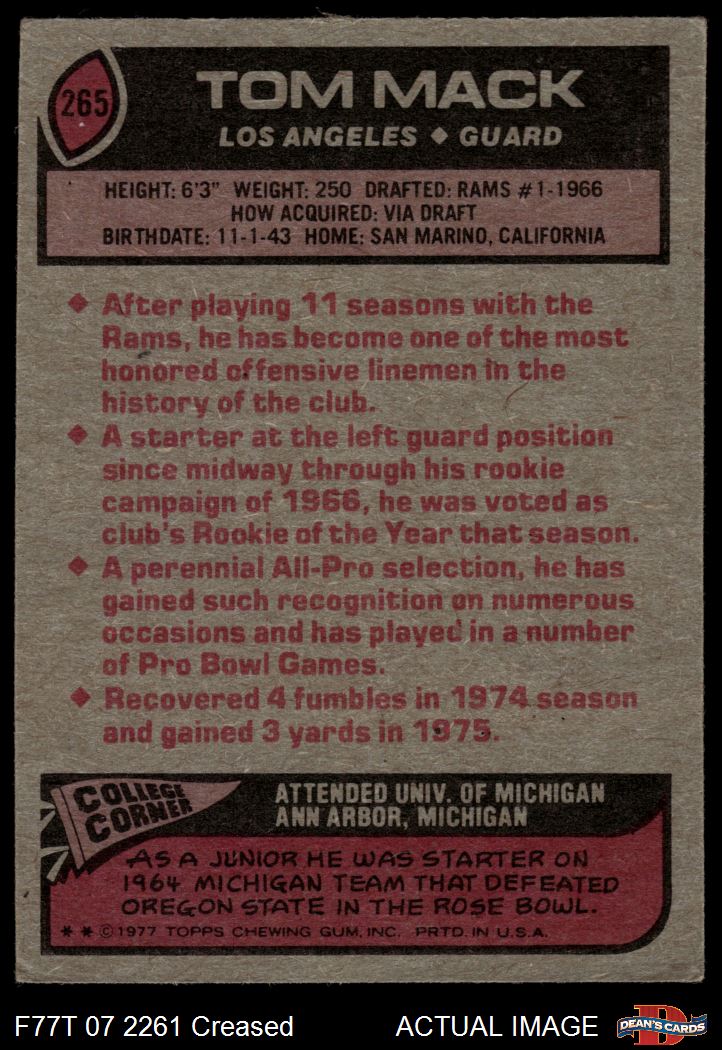 265
TOM MACK
LOS ANGELES ♦ GUARD
HEIGHT: 6'3" WEIGHT: 250 DRAFTED: RAMS #1-1966
HOW ACQUIRED: VIA DRAFT
BIRTHDATE: 11-1-43 HOME: SAN MARINO, CALIFORNIA
♦ After playing 11 seasons with the
Rams, he has become one of the most
honored offensive linemen in the
history of the club.
♦ A starter at the left guard position
since midway through his rookie
campaign of 1966, he was voted as
club's Rookie of the Year that season.
♦ A perennial All-Pro selection, he has
gained such recognition on numerous
occasions and has played in a number
of Pro Bowl Games.
♦ Recovered 4 fumbles in 1974 season
and gained 3 yards in 1975.
COLLEGE
CORNER
ATTENDED UNIV. OF MICHIGAN
ANN ARBOR, MICHIGAN
AS A JUNIOR HE WAS STARTER ON
1964 MICHIGAN TEAM THAT DEFEATED
OREGON STATE IN THE ROSE BOWL.
* * © 1977 TOPPS CHEWING GUM, INC. PRTD. IN U.S.A.
F77T 07 2261 Creased
ACTUAL IMAGE
D
DEAN'S CARDS